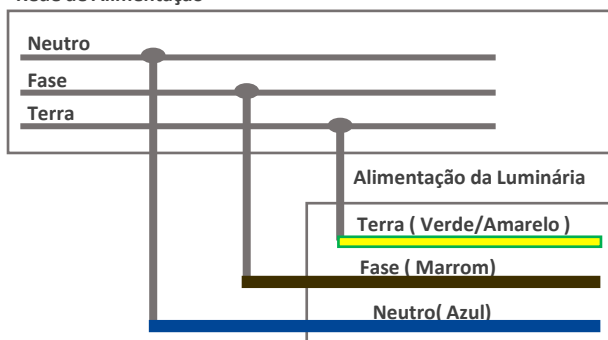 Neutro
Fase
Terra
Alimentação da Luminária
Terra ( Verde/Amarelo )
Fase ( Marrom)
Neutro( Azul)